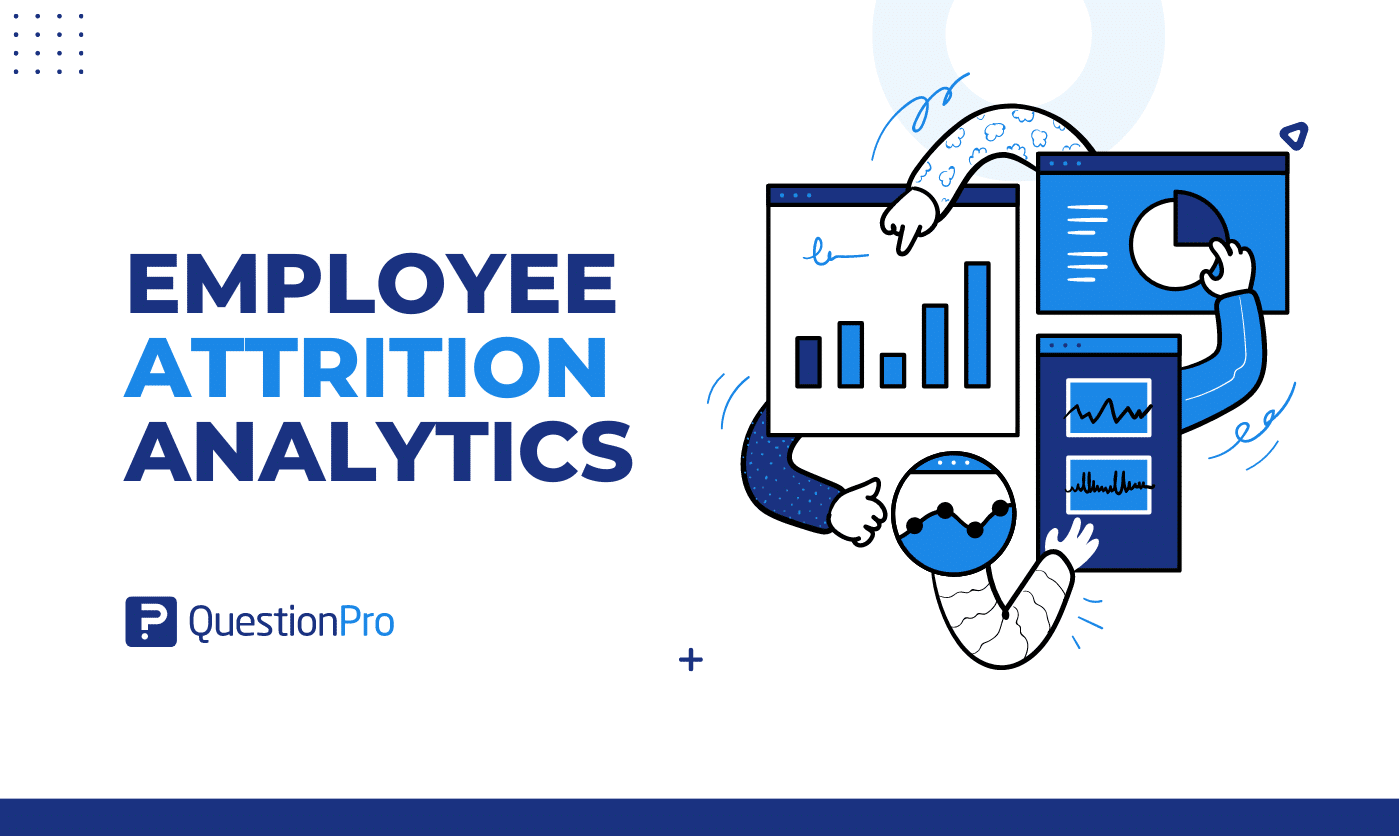 EMPLOYEE
ATTRITION
ANALYTICS
QuestionPro